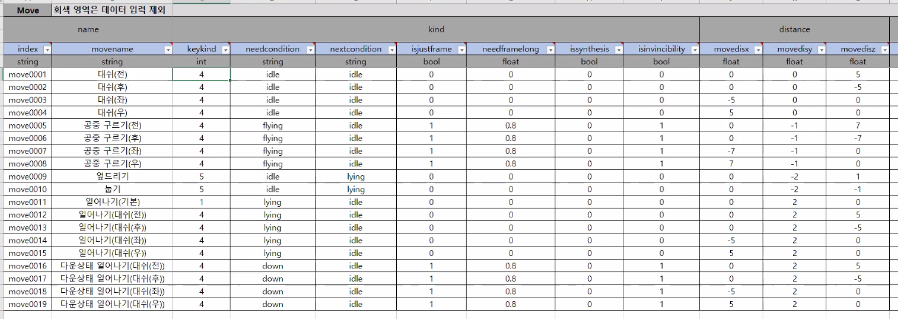 Move 회색 영역은 데이터 입력 제외
name kind distance
index movename keykind needcondition nextcondition isjustframe needframelong issynthesis isinvincibility movedisx movedisy movedisz
string string int string string bool float bool bool float float float
move0001 대쉬(전) 4 idle idle 0 0 0 0 0 0 5
move0002 대쉬(후) 4 idle idle 0 0 0 0 0 0 -5
move0003 대쉬(좌) 4 idle idle 0 0 0 0 -5 0 0
move0004 대쉬(우) 4 idle idle 0 0 0 0 5 0 0
move0005 공중 구르기(전) 4 flying idle 1 0.8 0 1 0 -1 7
move0006 공중 구르기(후) 4 flying idle 1 0.8 0 1 0 -1 -7
move0007 공중 구르기(좌) 4 flying idle 1 0.8 0 1 -7 -1 0
move0008 공중 구르기(우) 4 flying idle 1 0.8 0 1 7 -1 0
move0009 엎드리기 5 idle lying 0 0 0 0 0 -2 1
move0010 눕기 5 idle lying 0 0 0 0 0 -2 -1
move0011 일어나기(기본) 1 lying idle 0 0 0 0 0 2 0
move0012 일어나기(대쉬(전)) 4 lying idle 0 0 0 0 0 2 5
move0013 일어나기(대쉬(후)) 4 lying idle 0 0 0 0 0 2 -5
move0014 일어나기(대쉬(좌)) 4 lying idle 0 0 0 0 -5 2 0
move0015 일어나기(대쉬(우)) 4 lying idle 0 0 0 0 5 2 0
move0016 다운상태 일어나기(대쉬(전)) 4 down idle 1 0.8 0 1 0 2 5
move0017 다운상태 일어나기(대쉬(후)) 4 down idle 1 0.8 0 1 0 2 -5
move0018 다운상태 일어나기(대쉬(좌)) 4 down idle 1 0.8 0 1 -5 2 0
move0019 다운상태 일어나기(대쉬(우)) 4 down idle 1 0.8 0 1 5 2 0